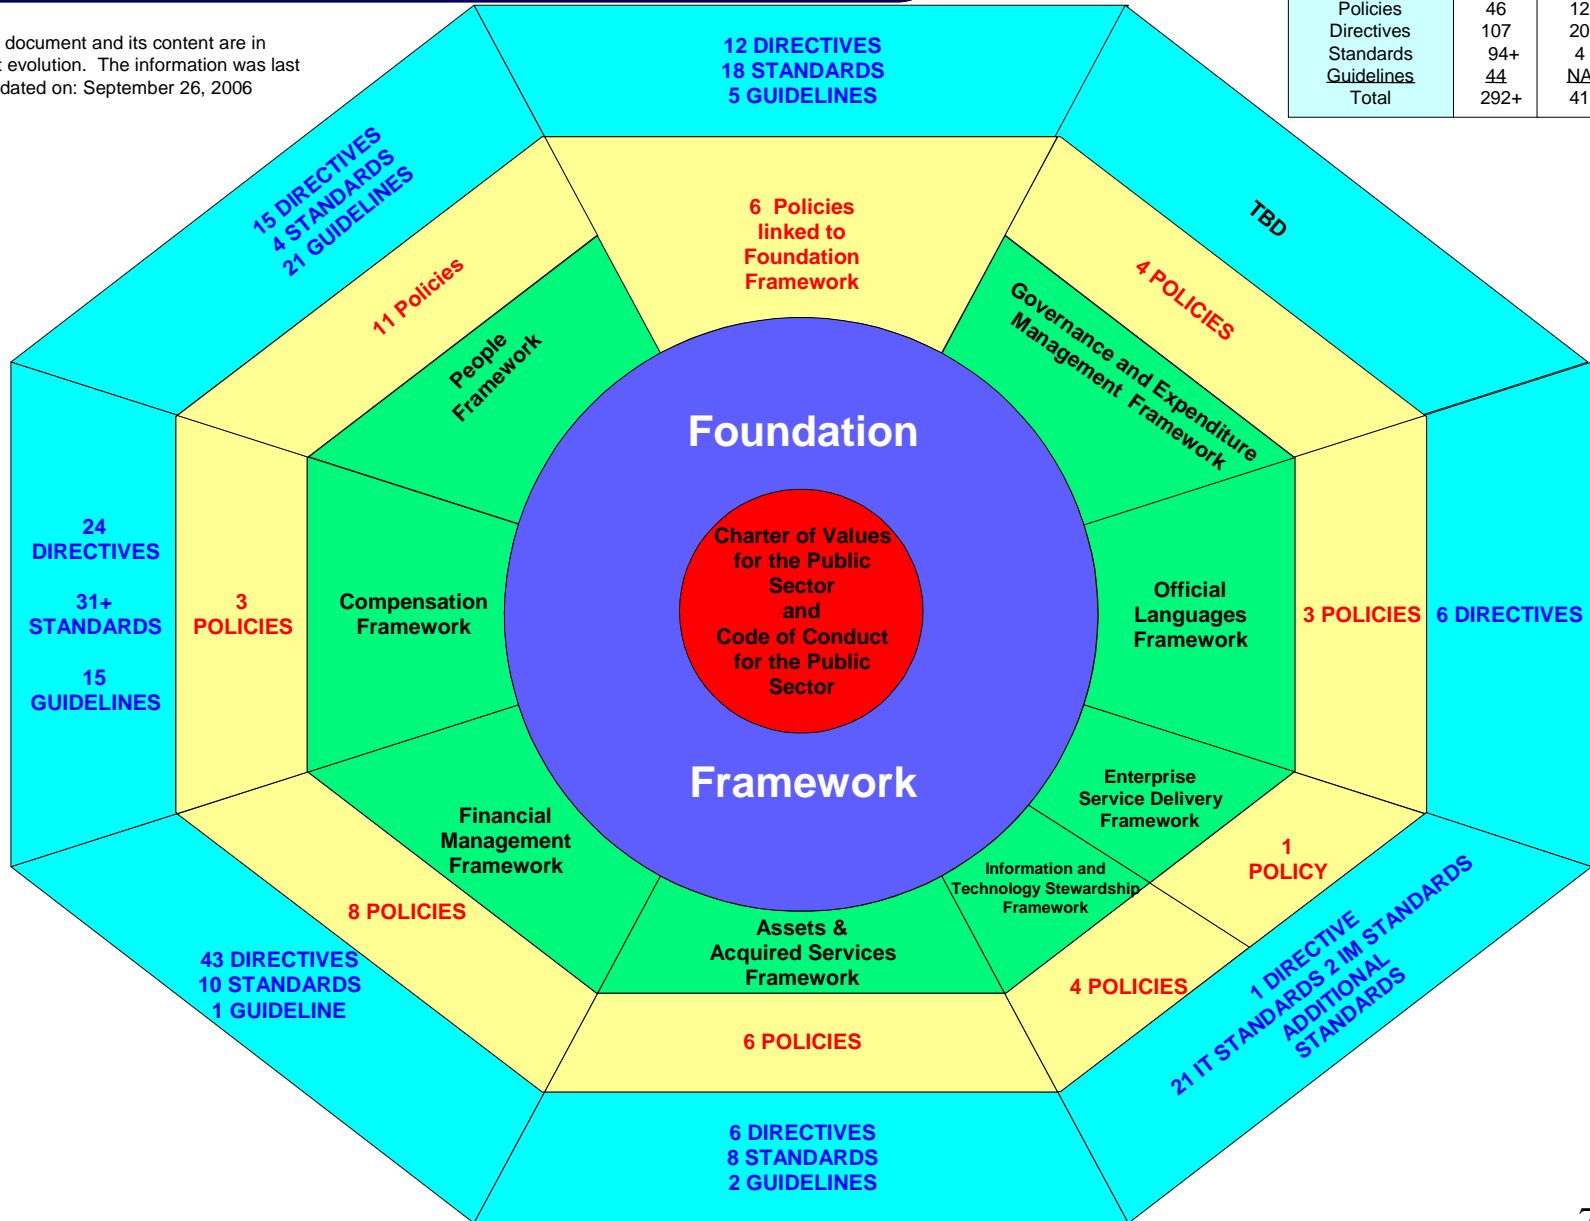 document and its content are in
evolution. The information was last
dated on: September 26, 2006
Policies 46 12
Directives 107 20
Standards 94+ 4
Guidelines 44 NA
Total 292+ 41
12 DIRECTIVES
18 STANDARDS
5 GUIDELINES
15 DIRECTIVES
4 STANDARDS
21 GUIDELINES
TBD
6 Policies
linked to
Foundation
Framework
11 Policies
4 POLICIES
People
Framework
Governance and Expenditure
Management Framework
Foundation
24
DIRECTIVES
31+
STANDARDS
15
GUIDELINES
3
POLICIES
Compensation
Framework
Charter of Values
for the Public
Sector
and
Code of Conduct
for the Public
Sector
Official
Languages
Framework
3 POLICIES
6 DIRECTIVES
Framework
Financial
Management
Framework
Enterprise
Service Delivery
Framework
Information and
Technology Stewardship
Framework
1
POLICY
8 POLICIES
Assets &
Acquired Services
Framework
4 POLICIES
43 DIRECTIVES
10 STANDARDS
1 GUIDELINE
6 POLICIES
1 DIRECTIVE
21 IT STANDARDS 2 IM STANDARDS
ADDITIONAL
STANDARDS
6 DIRECTIVES
8 STANDARDS
2 GUIDELINES